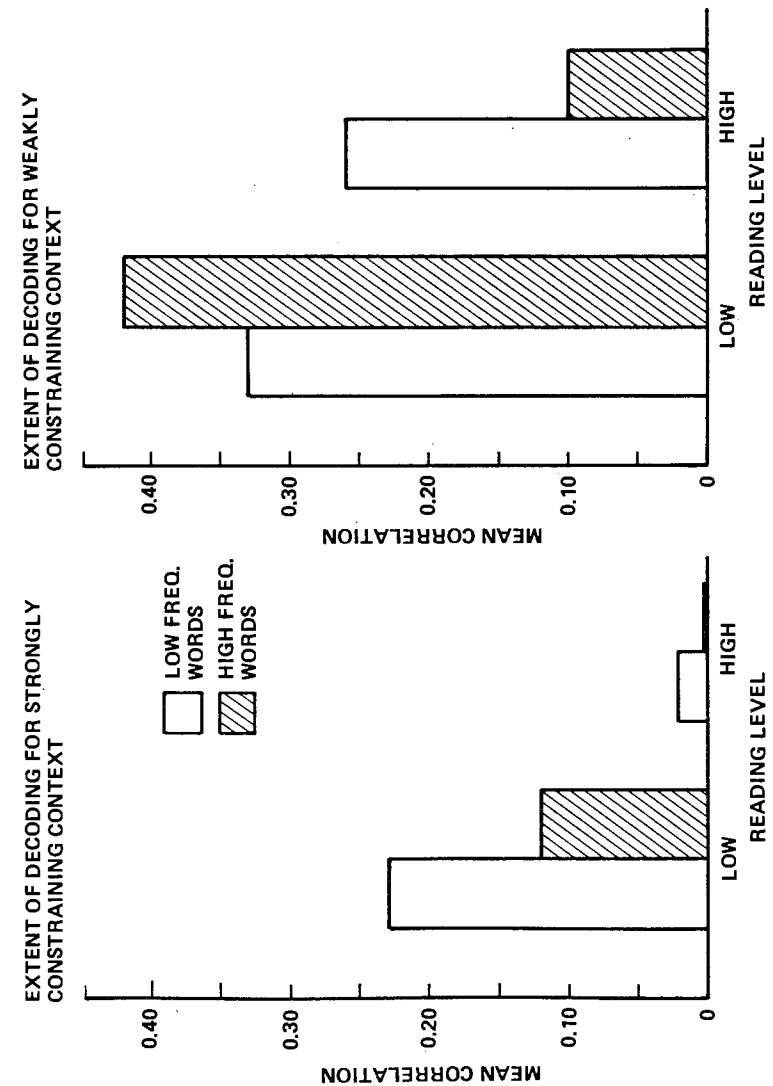 EXTENT OF DECODING FOR STRONGLY
CONSTRAINING CONTEXT
0.40
0.30
0.20
0.10
0
MEAN CORRELATION
LOW FREQ.
WORDS
HIGH FREQ.
WORDS
LOW
HIGH
READING LEVEL
EXTENT OF DECODING FOR WEAKLY
CONSTRAINING CONTEXT
0.40
0.30
0.20
0.10
0
MEAN CORRELATION
LOW
HIGH
READING LEVEL